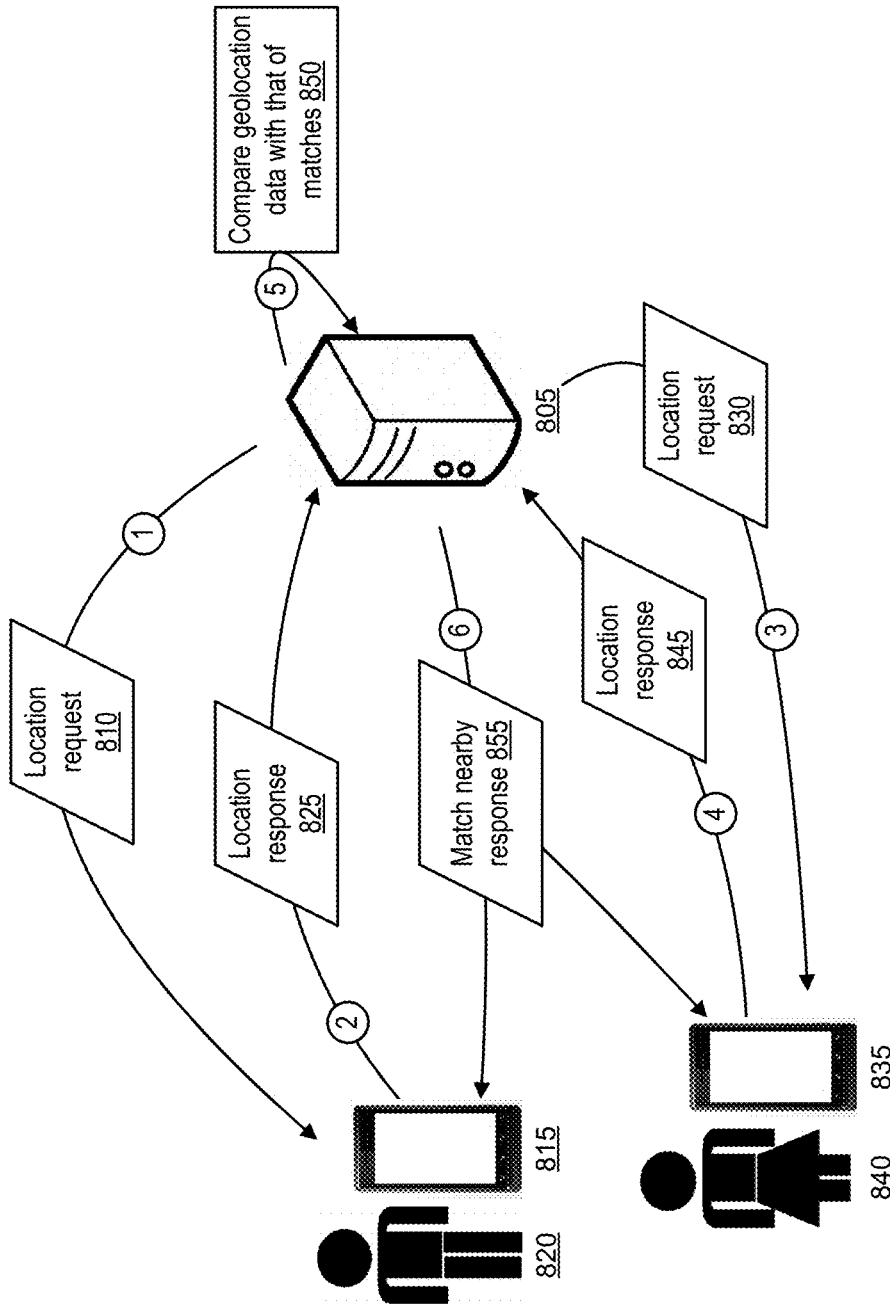 Location
request
810
1
Compare geolocation
data with that of
matches 850
5
Location
response
825
2
805
6
Match nearby
response 855
Location
request
830
Location
response
845
3
4
815
820
835
840